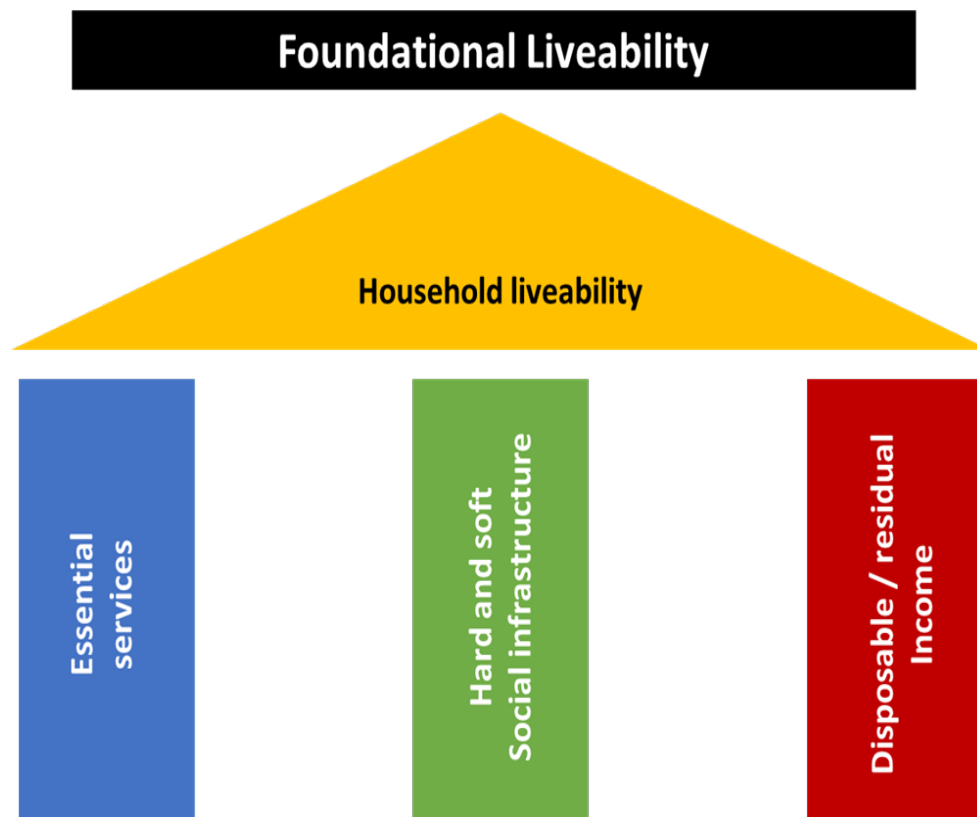 Foundational Liveability
Household liveability
Essential
services
Hard and soft
Social infrastructure
Disposable / residual
Income